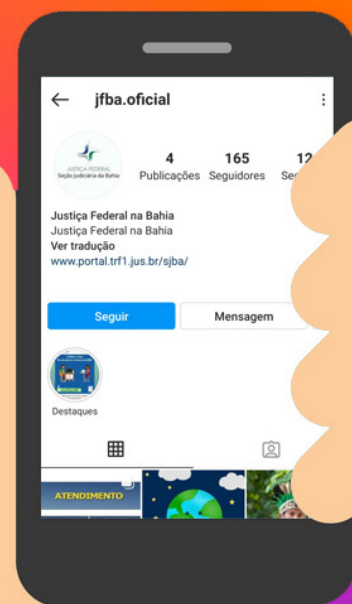 jfba.oficial
JUSTIÇA FEDERAL
Seção Judiciária da Bahia
4 165 12
Publicações Seguidores Se
Justiça Federal na Bahia
Justiça Federal na Bahia
Ver tradução
www.portal.trf1.jus.br/sjba/
Seguir Mensagem
Destaques
ATENDIMENTO